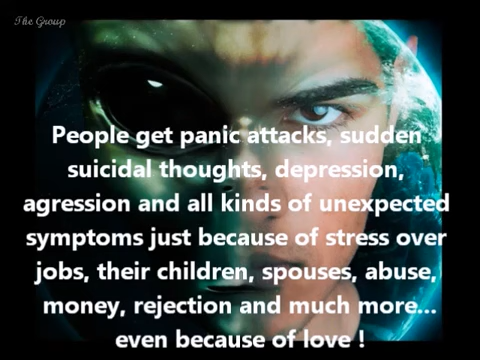 The Group
People get panic attacks, sudden
suicidal thoughts, depression,
agression and all kinds of unexpected
symptoms just because of stress over
jobs, their children, spouses, abuse,
money, rejection and much more...
even because of love !